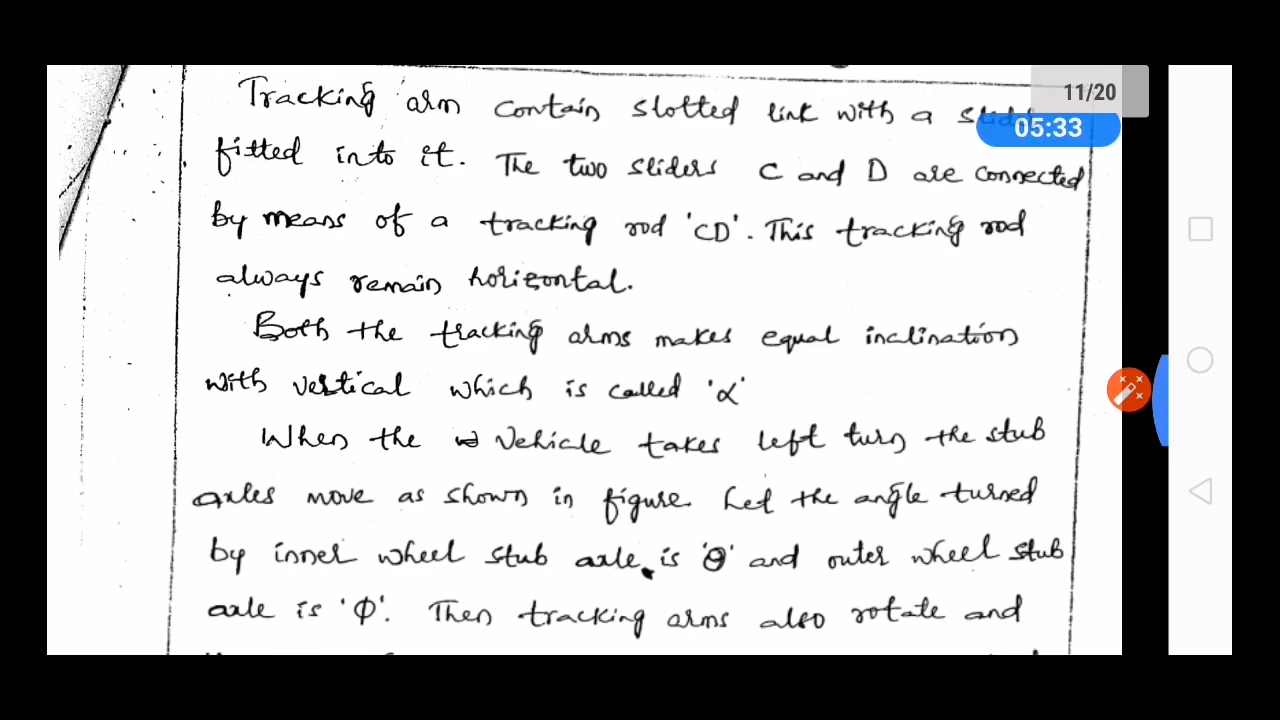 Tracking arm contain slotted link with a
11/20
05:33
fitted into it. The two sliders C and D are connected
by means of a tracking rod 'CD'. This tracking rod
always remain horizontal.
Both the tracking arms makes equal inclination
with vertical which is called 'α'
When the Vehicle takes left turn the stub
axles move as shown in figure. Let the angle turned
by inner wheel stub axle is 'θ' and outer wheel stub
axle is 'Φ'. Then tracking arms also rotate and